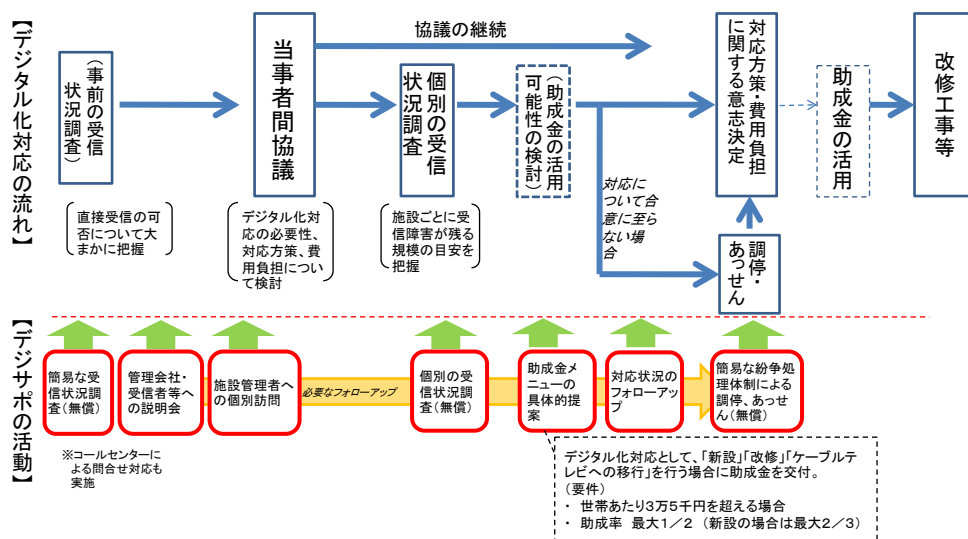 【デジタル化対応の流れ】
（事前の受信
状況調査）
直接受信の可
否について大
まかに把握
当事者間協議
デジタル化対
応の必要性、
対応方策、費
用負担について
検討
協議の継続
個別の受信
状況調査
施設ごとに受
信障害が残る
規模の目安を
把握
（助成金の活用
可能性の検討）
対応に
ついて合
意に至ら
ない場
合
対応方策・費用負担
に関する意志決定
調停・
あっせん
助成金の活用
改修工事等
【デジサポの活動】
簡易な受
信状況調
査（無償）
管理会社・
受信者等へ
の説明会
施設管理者へ
の個別訪問
必要なフォローアップ
個別の受
信状況調
査（無償）
助成金メ
ニューの
具体的提
案
対応状況の
フォローアッ
プ
簡易な紛争処
理体制による
調停、あっせ
ん（無償）
※コールセンターに
よる問合せ対応も
実施
デジタル化対応として、「新設」「改修」「ケーブルテ
レビへの移行」を行う場合に助成金を交付。
（要件）
・ 世帯あたり3万5千円を超える場合
・ 助成率 最大1／2 （新設の場合は最大2／3）